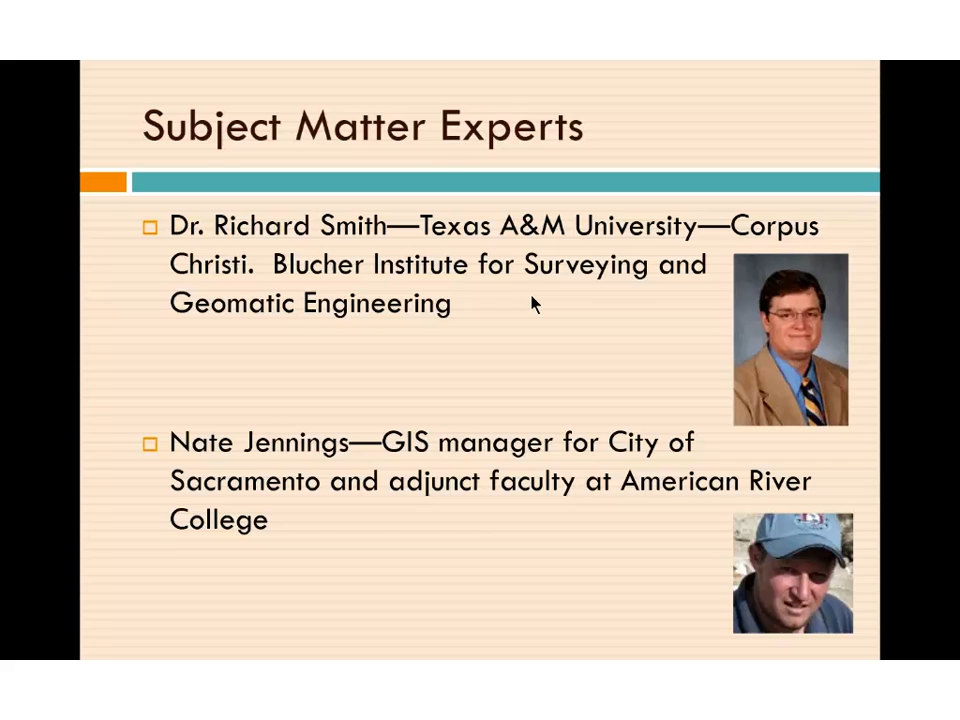 Subject Matter Experts
Dr. Richard Smith—Texas A&M University—Corpus
Christi.  Blucher Institute for Surveying and
Geomatic Engineering
Nate Jennings—GIS manager for City of
Sacramento and adjunct faculty at American River
College